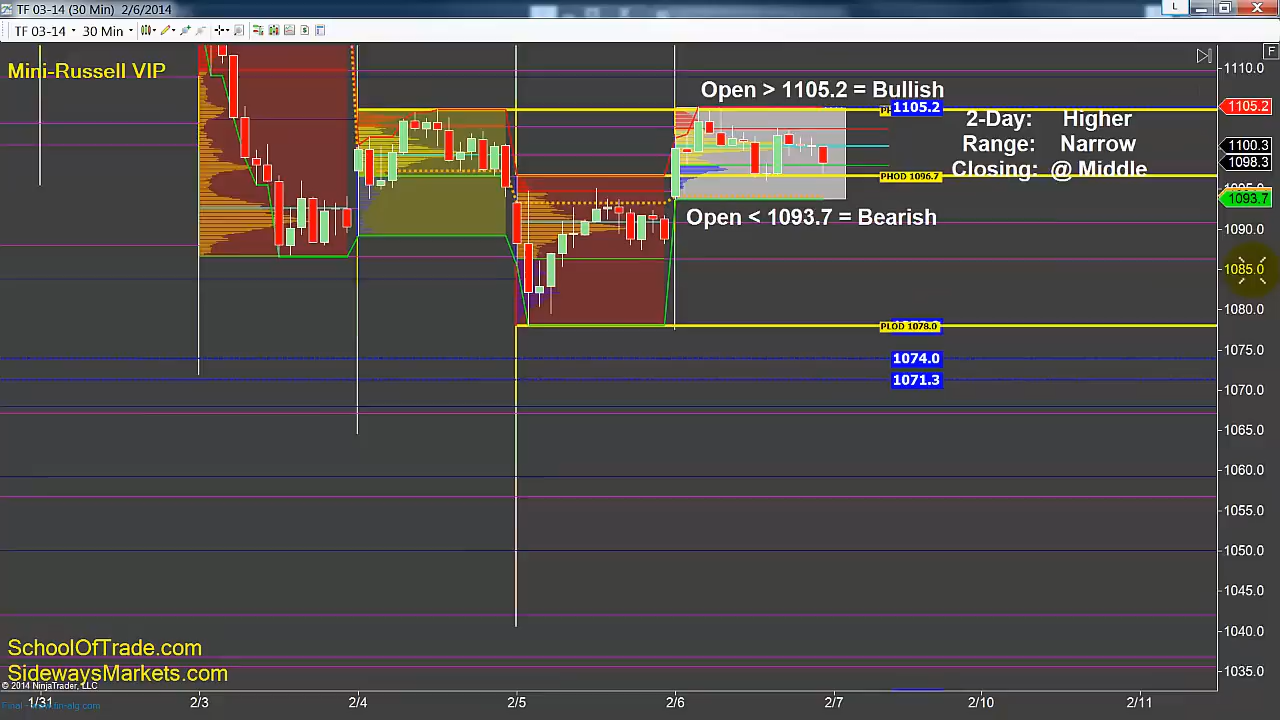 TF 03-14 (30 Min) 2/6/2014
L
TF 03-14 30 Min
F
Mini-Russell VIP
Open > 1105.2 = Bullish
1105.2
2-Day: Higher
Range: Narrow
Closing: @ Middle
PHOD 1096.7
Open < 1093.7 = Bearish
PLOD 1078.0
1074.0
1071.3
1110.0
1105.2
1100.3
1098.3
1093.7
1090.0
1085.0
1080.0
1075.0
1070.0
1065.0
1060.0
1055.0
1050.0
1045.0
1040.0
1035.0
SchoolOfTrade.com
SidewaysMarkets.com
© 2014 NinjaTrader, LLC
1/31 2/3 2/4 2/5 2/6 2/7 2/10 2/11